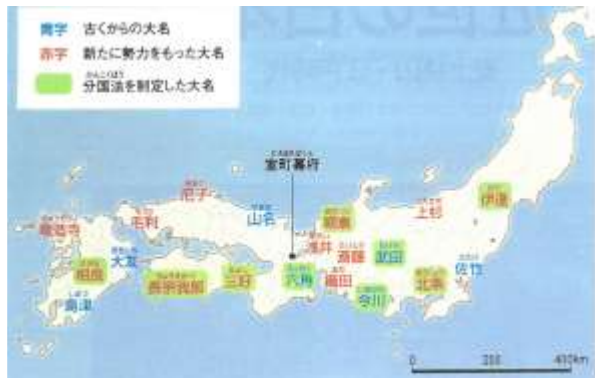 青字 古くからの大名
赤字 新たに勢力をもった大名
分国法を制定した大名
室町幕府
尼子
山名
朝倉
上杉
伊達
龍造寺
毛利
浅井
斎藤
武田
佐竹
大友
相良
長宗我部
三好
六角
織田
北条
今川
島津
0 200 400km